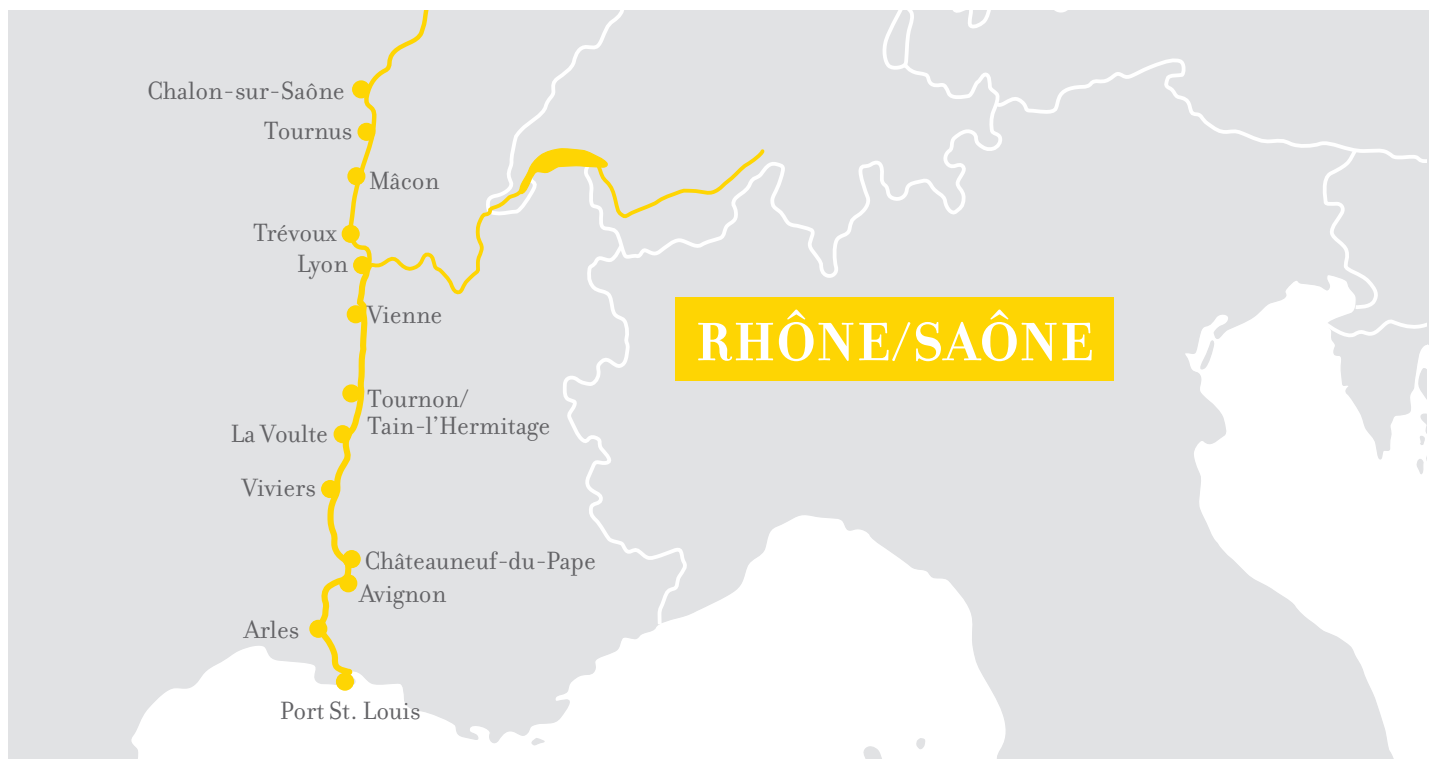 Chalon-sur-Saône
Tournus
Mâcon
Trévoux
Lyon
Vienne
RHÔNE/SAÔNE
Tournon/
Tain-l’Hermitage
La Voulte
Viviers
Châteauneuf-du-Pape
Avignon
Arles
Port St. Louis